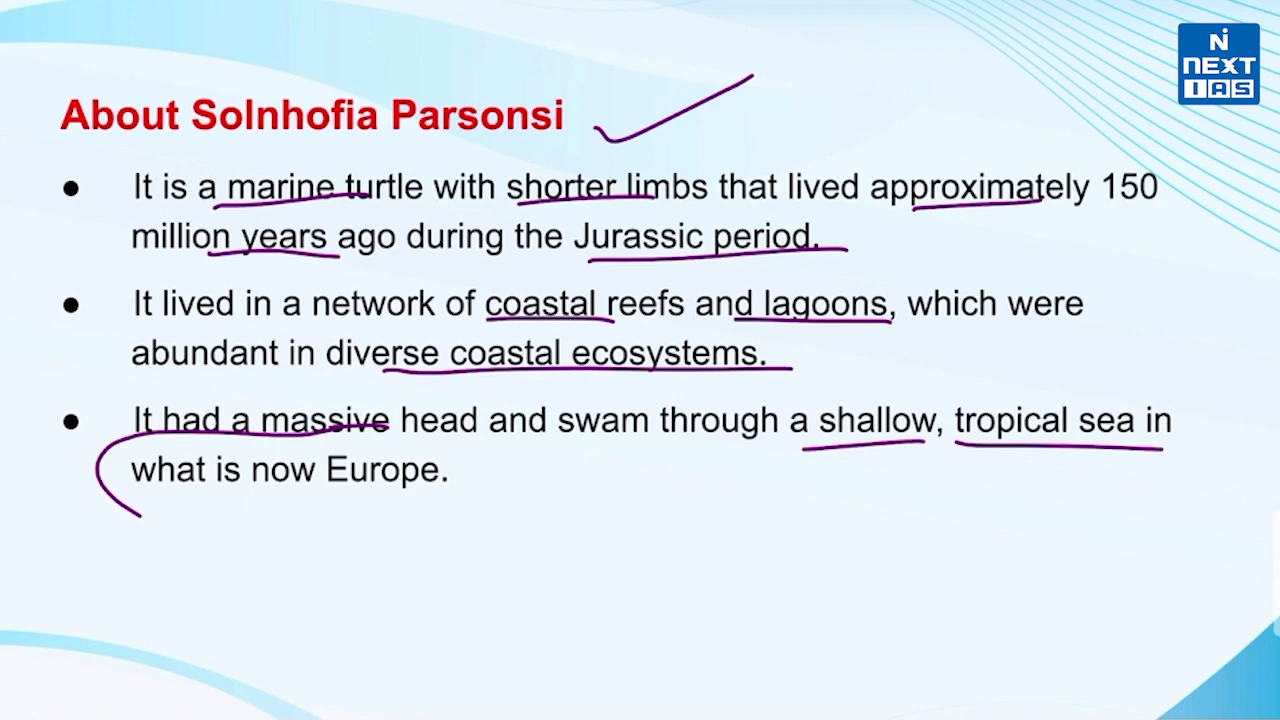 NEXT
IAS
About Solnhofia Parsonsi
● It is a marine turtle with shorter limbs that lived approximately 150
million years ago during the Jurassic period.
● It lived in a network of coastal reefs and lagoons, which were
abundant in diverse coastal ecosystems.
● It had a massive head and swam through a shallow, tropical sea in
what is now Europe.